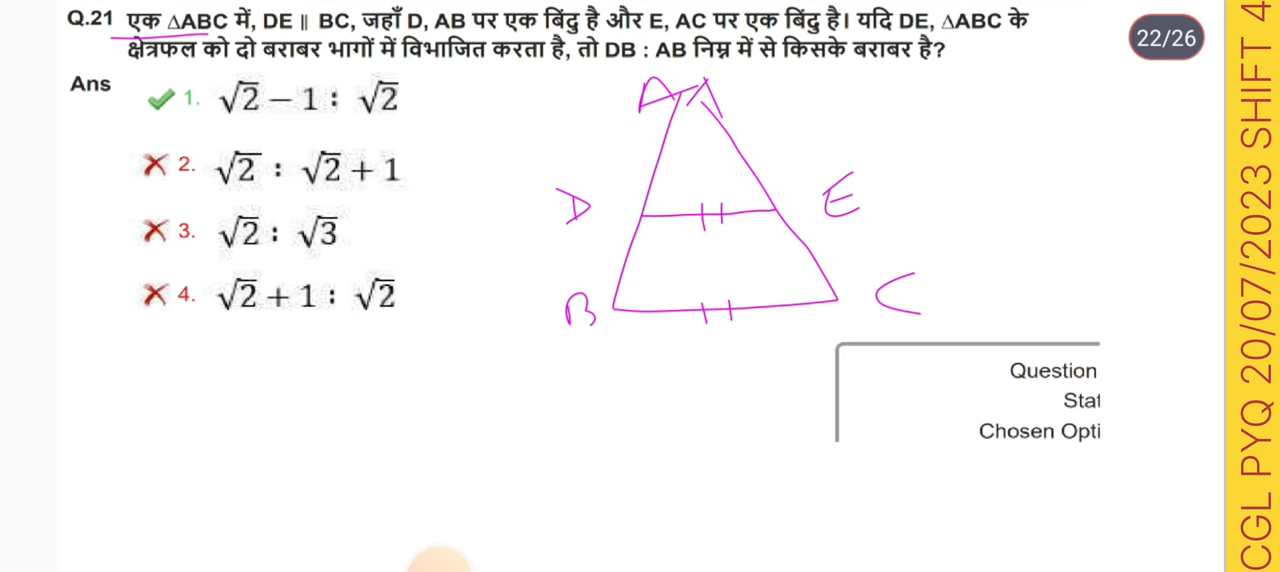 Q.21 एक △ABC में, DE ∥ BC, जहाँ D, AB पर एक बिंदु है और E, AC पर एक बिंदु है। यदि DE, △ABC के
क्षेत्रफल को दो बराबर भागों में विभाजित करता है, तो DB : AB निम्न में से किसके बराबर है?
22/26
Ans
1. √2 − 1 : √2
2. √2 : √2 + 1
3. √2 : √3
4. √2 + 1 : √2
A
D
E
B
C
Question
Stat
Chosen Opti
CGL PYQ 20/07/2023 SHIFT 4